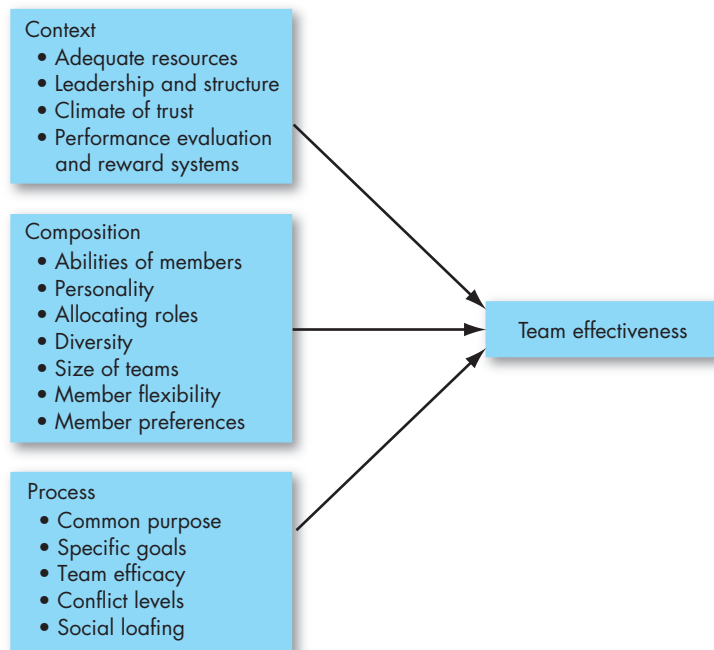 Context
• Adequate resources
• Leadership and structure
• Climate of trust
• Performance evaluation
and reward systems
Composition
• Abilities of members
• Personality
• Allocating roles
• Diversity
• Size of teams
• Member flexibility
• Member preferences
Team effectiveness
Process
• Common purpose
• Specific goals
• Team efficacy
• Conflict levels
• Social loafing